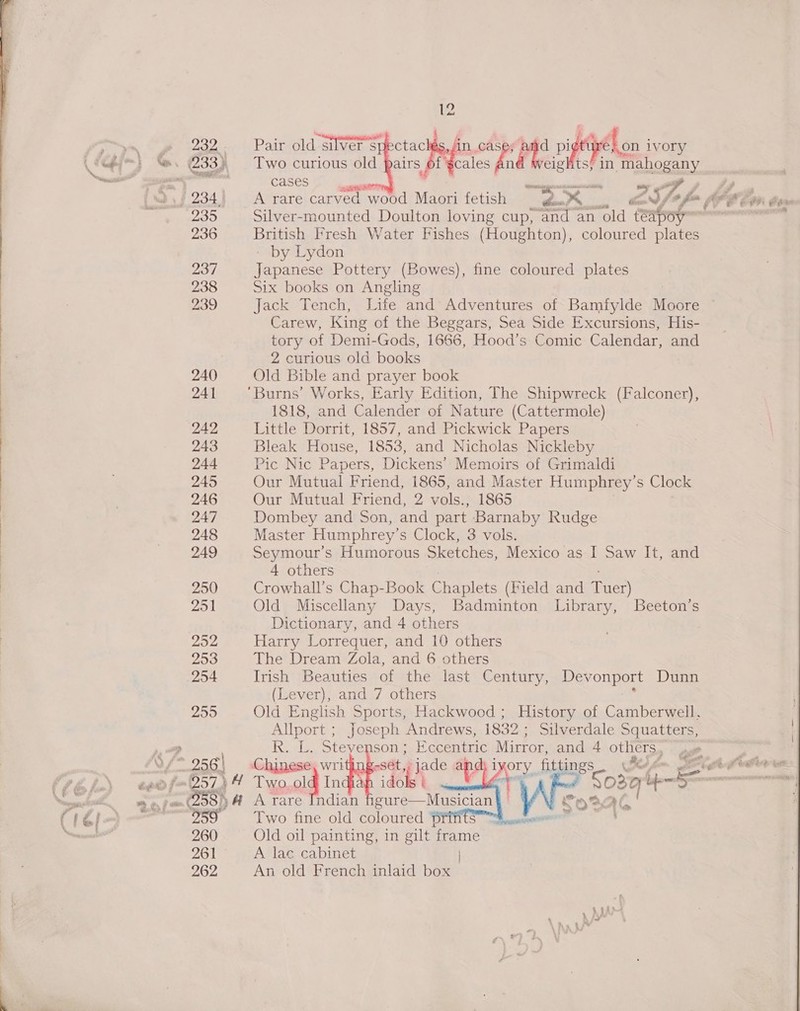 12
232 Pair old silver spectacles, in case, and picture, on ivory
(1/6/-) (233) Two curious old pairs of scales and weights, in mahogany
cases
234 A rare carved wood Maori fetish
235 Silver-mounted Doulton loving cup, and an old teapoy
236 British Fresh Water Fishes (Houghton), coloured plates
by Lydon
237 Japanese Pottery (Bowes), fine coloured plates
238 Six books on Angling
239 Jack Tench, Life and Adventures of Bamfylde Moore
Carew, King of the Beggars, Sea Side Excursions, His-
tory of Demi-Gods, 1666, Hood's Comic Calendar, and
2 curious old books
240 Old Bible and prayer book
241 Burns' Works, Early Edition, The Shipwreck (Falconer),
1818, and Calender of Nature (Cattermole)
242 Little Dorrit, 1857, and Pickwick Papers
243 Bleak House, 1853, and Nicholas Nickleby
244 Pic Nic Papers, Dickens' Memoirs of Grimaldi
245 Our Mutual Friend, 1865, and Master Humphrey's Clock
246 Our Mutual Friend, 2 vols., 1865
247 Dombey and Son, and part Barnaby Rudge
248 Master Humphrey's Clock, 3 vols.
249 Seymour's Humorous Sketches, Mexico as I Saw It, and
4 others
250 Crowhall's Chap-Book Chaplets (Field and Tuer)
251 Old Miscellany Days, Badminton Library, Beeton's
Dictionary, and 4 others
252 Harry Lorrequer, and 10 others
253 The Dream Zola, and 6 others
254 Irish Beauties of the last Century, Devonport Dunn
(Lever), and 7 others
255 Old English Sports, Hackwood; History of Camberwell,
Allport; Joseph Andrews, 1832; Silverdale Squatters,
R. L. Stevenson; Eccentric Mirror, and 4 others
256 Chinese writing-set, jade and ivory fittings
(257) # Two old Indian idols
(258) # A rare Indian figure—Musician
259 Two fine old coloured prints
260 Old oil painting, in gilt frame
261 A lac cabinet
262 An old French inlaid box